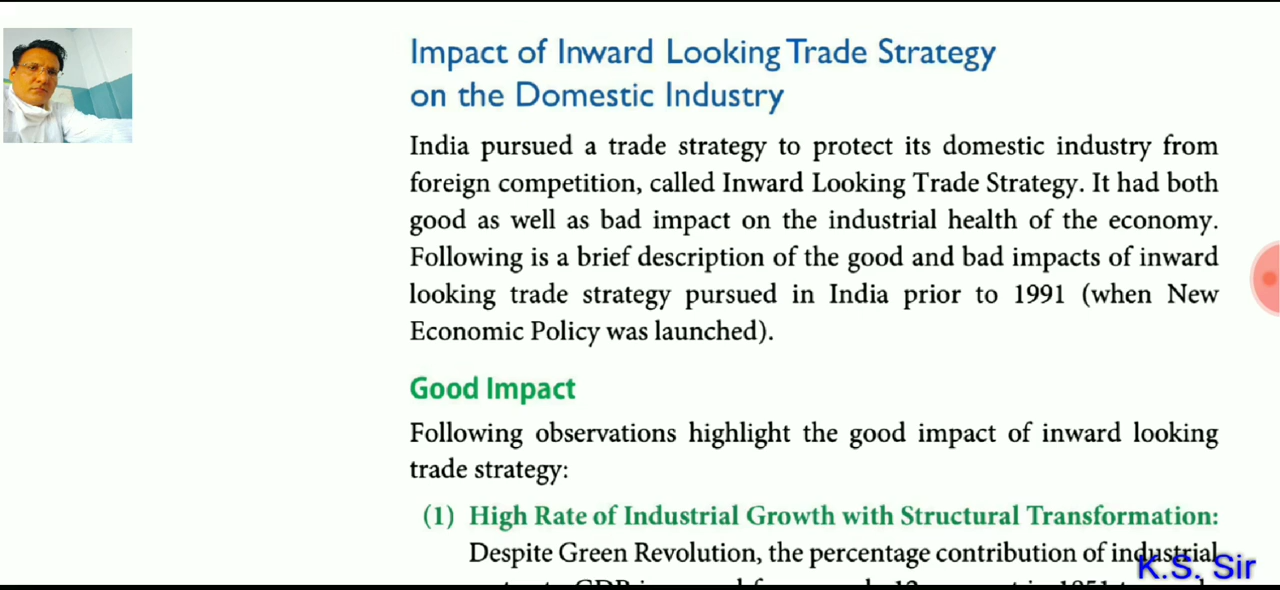 Impact of Inward Looking Trade Strategy
on the Domestic Industry
India pursued a trade strategy to protect its domestic industry from
foreign competition, called Inward Looking Trade Strategy. It had both
good as well as bad impact on the industrial health of the economy.
Following is a brief description of the good and bad impacts of inward
looking trade strategy pursued in India prior to 1991 (when New
Economic Policy was launched).
Good Impact
Following observations highlight the good impact of inward looking
trade strategy:
(1) High Rate of Industrial Growth with Structural Transformation:
Despite Green Revolution, the percentage contribution of industrial
K.S. Sir